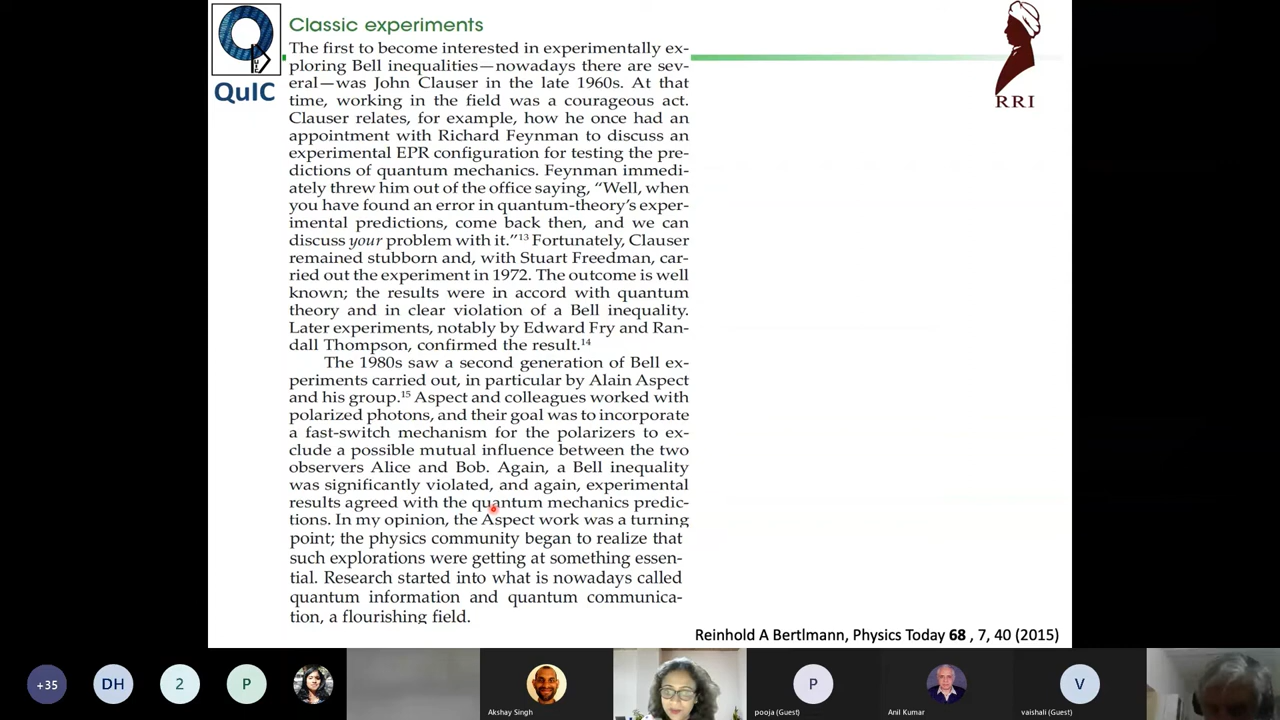 Classic experiments
The first to become interested in experimentally ex-
ploring Bell inequalities—nowadays there are sev-
eral—was John Clauser in the late 1960s. At that
time, working in the field was a courageous act.
Clauser relates, for example, how he once had an
appointment with Richard Feynman to discuss an
experimental EPR configuration for testing the pre-
dictions of quantum mechanics. Feynman immedi-
ately threw him out of the office saying, “Well, when
you have found an error in quantum-theory’s exper-
imental predictions, come back then, and we can
discuss your problem with it.”¹³ Fortunately, Clauser
remained stubborn and, with Stuart Freedman, car-
ried out the experiment in 1972. The outcome is well
known; the results were in accord with quantum
theory and in clear violation of a Bell inequality.
Later experiments, notably by Edward Fry and Ran-
dall Thompson, confirmed the result.¹⁴
The 1980s saw a second generation of Bell ex-
periments carried out, in particular by Alain Aspect
and his group.¹⁵ Aspect and colleagues worked with
polarized photons, and their goal was to incorporate
a fast-switch mechanism for the polarizers to ex-
clude a possible mutual influence between the two
observers Alice and Bob. Again, a Bell inequality
was significantly violated, and again, experimental
results agreed with the quantum mechanics predic-
tions. In my opinion, the Aspect work was a turning
point; the physics community began to realize that
such explorations were getting at something essen-
tial. Research started into what is nowadays called
quantum information and quantum communica-
tion, a flourishing field.
QuIC
RRI
Reinhold A Bertlmann, Physics Today 68 , 7, 40 (2015)
+35
DH
2
P
Akshay Singh
P
pooja (Guest)
Anil Kumar
V
vaishali (Guest)